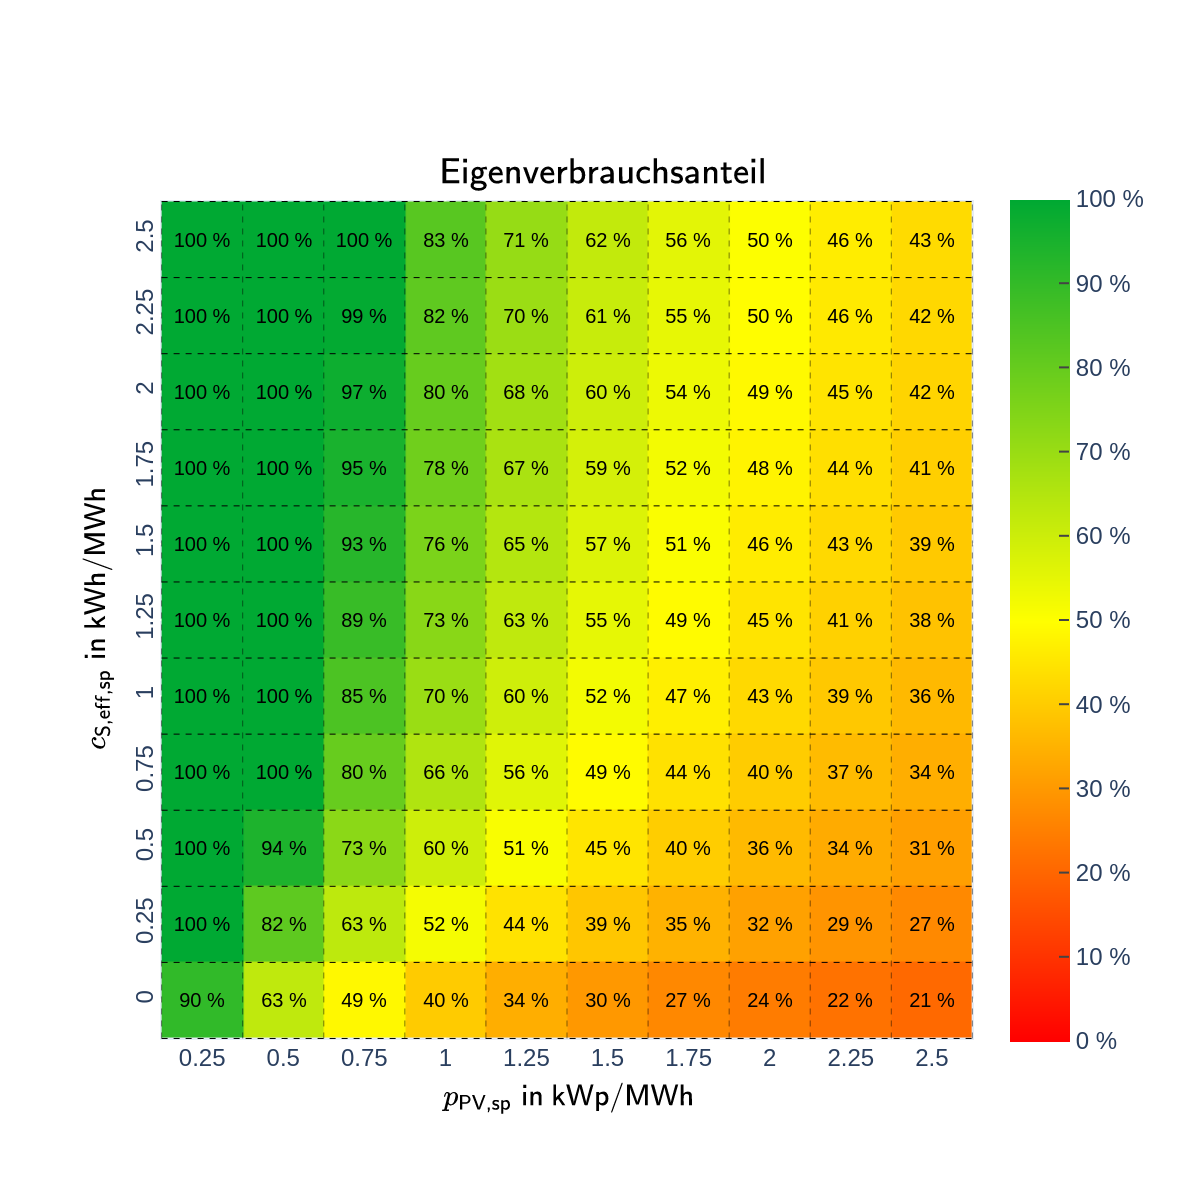 Eigenverbrauchsanteil
2.5 100 % 100 % 100 % 83 % 71 % 62 % 56 % 50 % 46 % 43 %
2.25 100 % 100 % 99 % 82 % 70 % 61 % 55 % 50 % 46 % 42 %
2 100 % 100 % 97 % 80 % 68 % 60 % 54 % 49 % 45 % 42 %
1.75 100 % 100 % 95 % 78 % 67 % 59 % 52 % 48 % 44 % 41 %
1.5 100 % 100 % 93 % 76 % 65 % 57 % 51 % 46 % 43 % 39 %
1.25 100 % 100 % 89 % 73 % 63 % 55 % 49 % 45 % 41 % 38 %
1 100 % 100 % 85 % 70 % 60 % 52 % 47 % 43 % 39 % 36 %
0.75 100 % 100 % 80 % 66 % 56 % 49 % 44 % 40 % 37 % 34 %
0.5 100 % 94 % 73 % 60 % 51 % 45 % 40 % 36 % 34 % 31 %
0.25 100 % 82 % 63 % 52 % 44 % 39 % 35 % 32 % 29 % 27 %
0 90 % 63 % 49 % 40 % 34 % 30 % 27 % 24 % 22 % 21 %
0.25 0.5 0.75 1 1.25 1.5 1.75 2 2.25 2.5
p PV,sp in kWp/MWh
c S,eff,sp in kWh/MWh
100 %
90 %
80 %
70 %
60 %
50 %
40 %
30 %
20 %
10 %
0 %